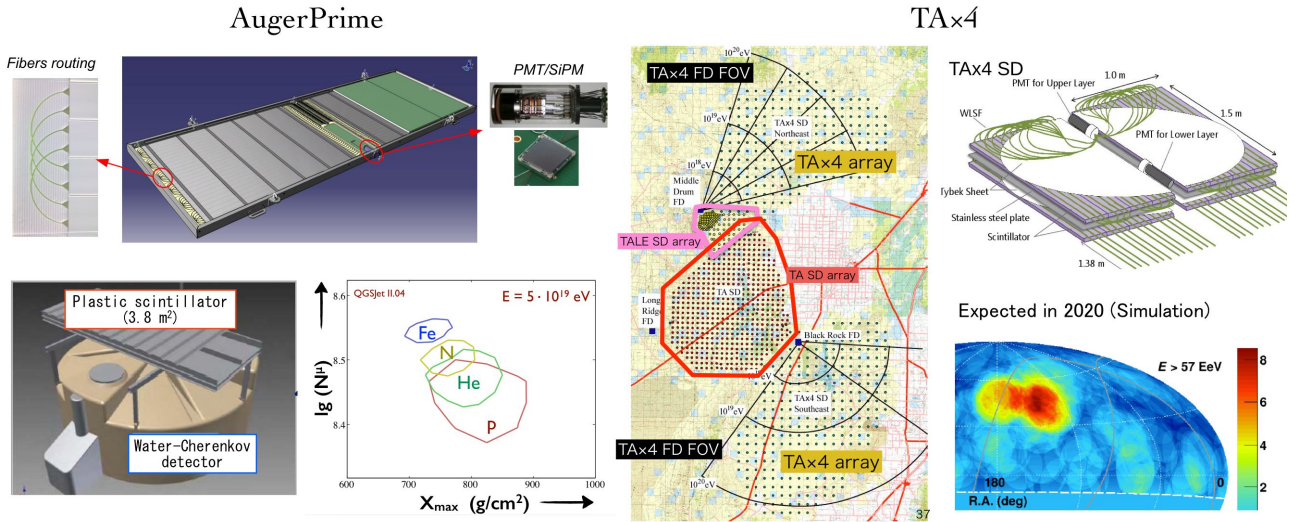 AugerPrime
Fibers routing
PMT/SiPM
Plastic scintillator
(3.8 m²)
Water-Cherenkov
detector
QGSJet II.04
E = 5 · 10¹⁹ eV
Fe
N
He
P
lg (Nᵘ)
8.6
8.5
8.4
600
700
800
900
1000
Xmax (g/cm²)
TA×4
TA×4 FD FOV
10²⁰eV
10¹⁹eV
10¹⁸eV
TAx4 SD
Northeast
TA×4 array
Middle
Drum
FD
TALE SD array
TA SD array
TA SD
Long
Ridge
FD
Black Rock FD
10¹⁹eV
TAx4 SD
Southeast
TA×4 FD FOV
TA×4 array
10²⁰eV
37
TAx4 SD
PMT for Upper Layer
1.0 m
1.5 m
WLSF
PMT for Lower Layer
Tybek Sheet
Stainless steel plate
Scintillator
1.38 m
Expected in 2020 (Simulation)
E > 57 EeV
180
0
R.A. (deg)
8
6
4
2